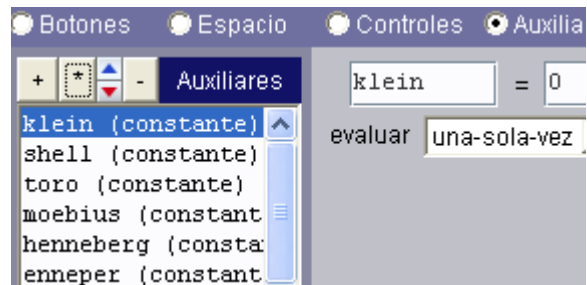 Botones Espacio Controles Auxilia
+ * - Auxiliares
klein = 0
evaluar una-sola-vez
klein (constante)
shell (constante)
toro (constante)
moebius (constant
henneberg (consta
enneper (constant